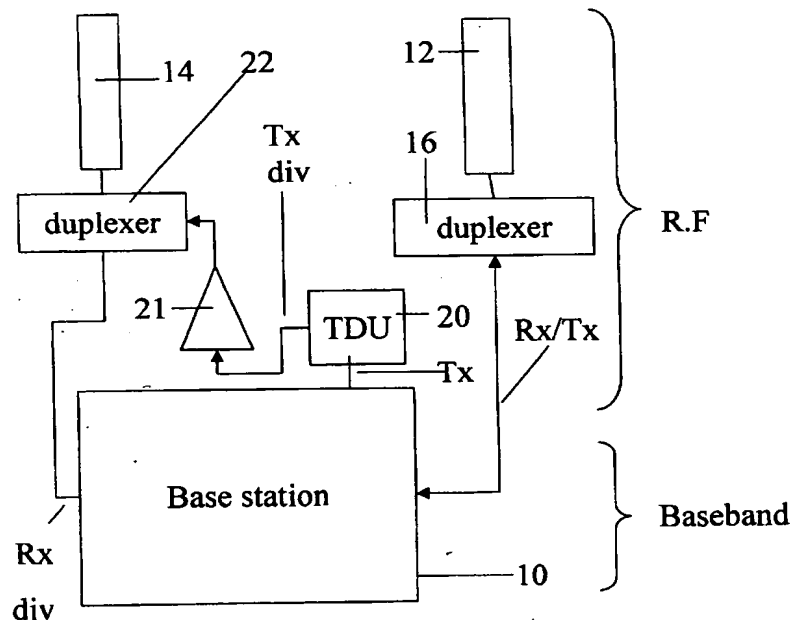 14
22
12
Tx
div
16
duplexer
duplexer
R.F
21
TDU
20
Rx/Tx
Tx
Base station
Baseband
Rx
div
10